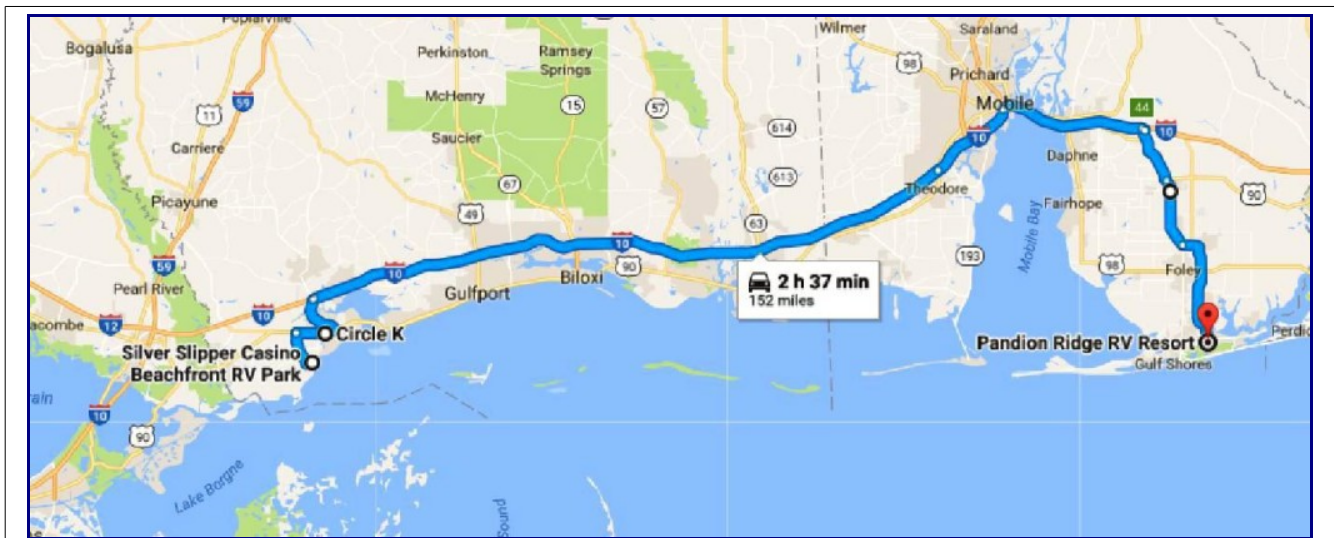 Poplarville
Wilmer
Saraland
Bogalusa
Perkinston
Ramsey
Springs
98
Prichard
McHenry
15
57
Mobile
59
11
44
10
10
Saucier
614
Carriere
Daphne
613
Theodore
67
90
Picayune
49
Fairhope
63
10
Mobile Bay
90
193
59
10
Biloxi
98
Foley
2 h 37 min
152 miles
Pearl River
Gulfport
10
12
Circle K
Perdid
acombe
Silver Slipper Casino
Beachfront RV Park
Pandion Ridge RV Resort
Gulf Shores
rain
10
90
Lake Borgne
Sound